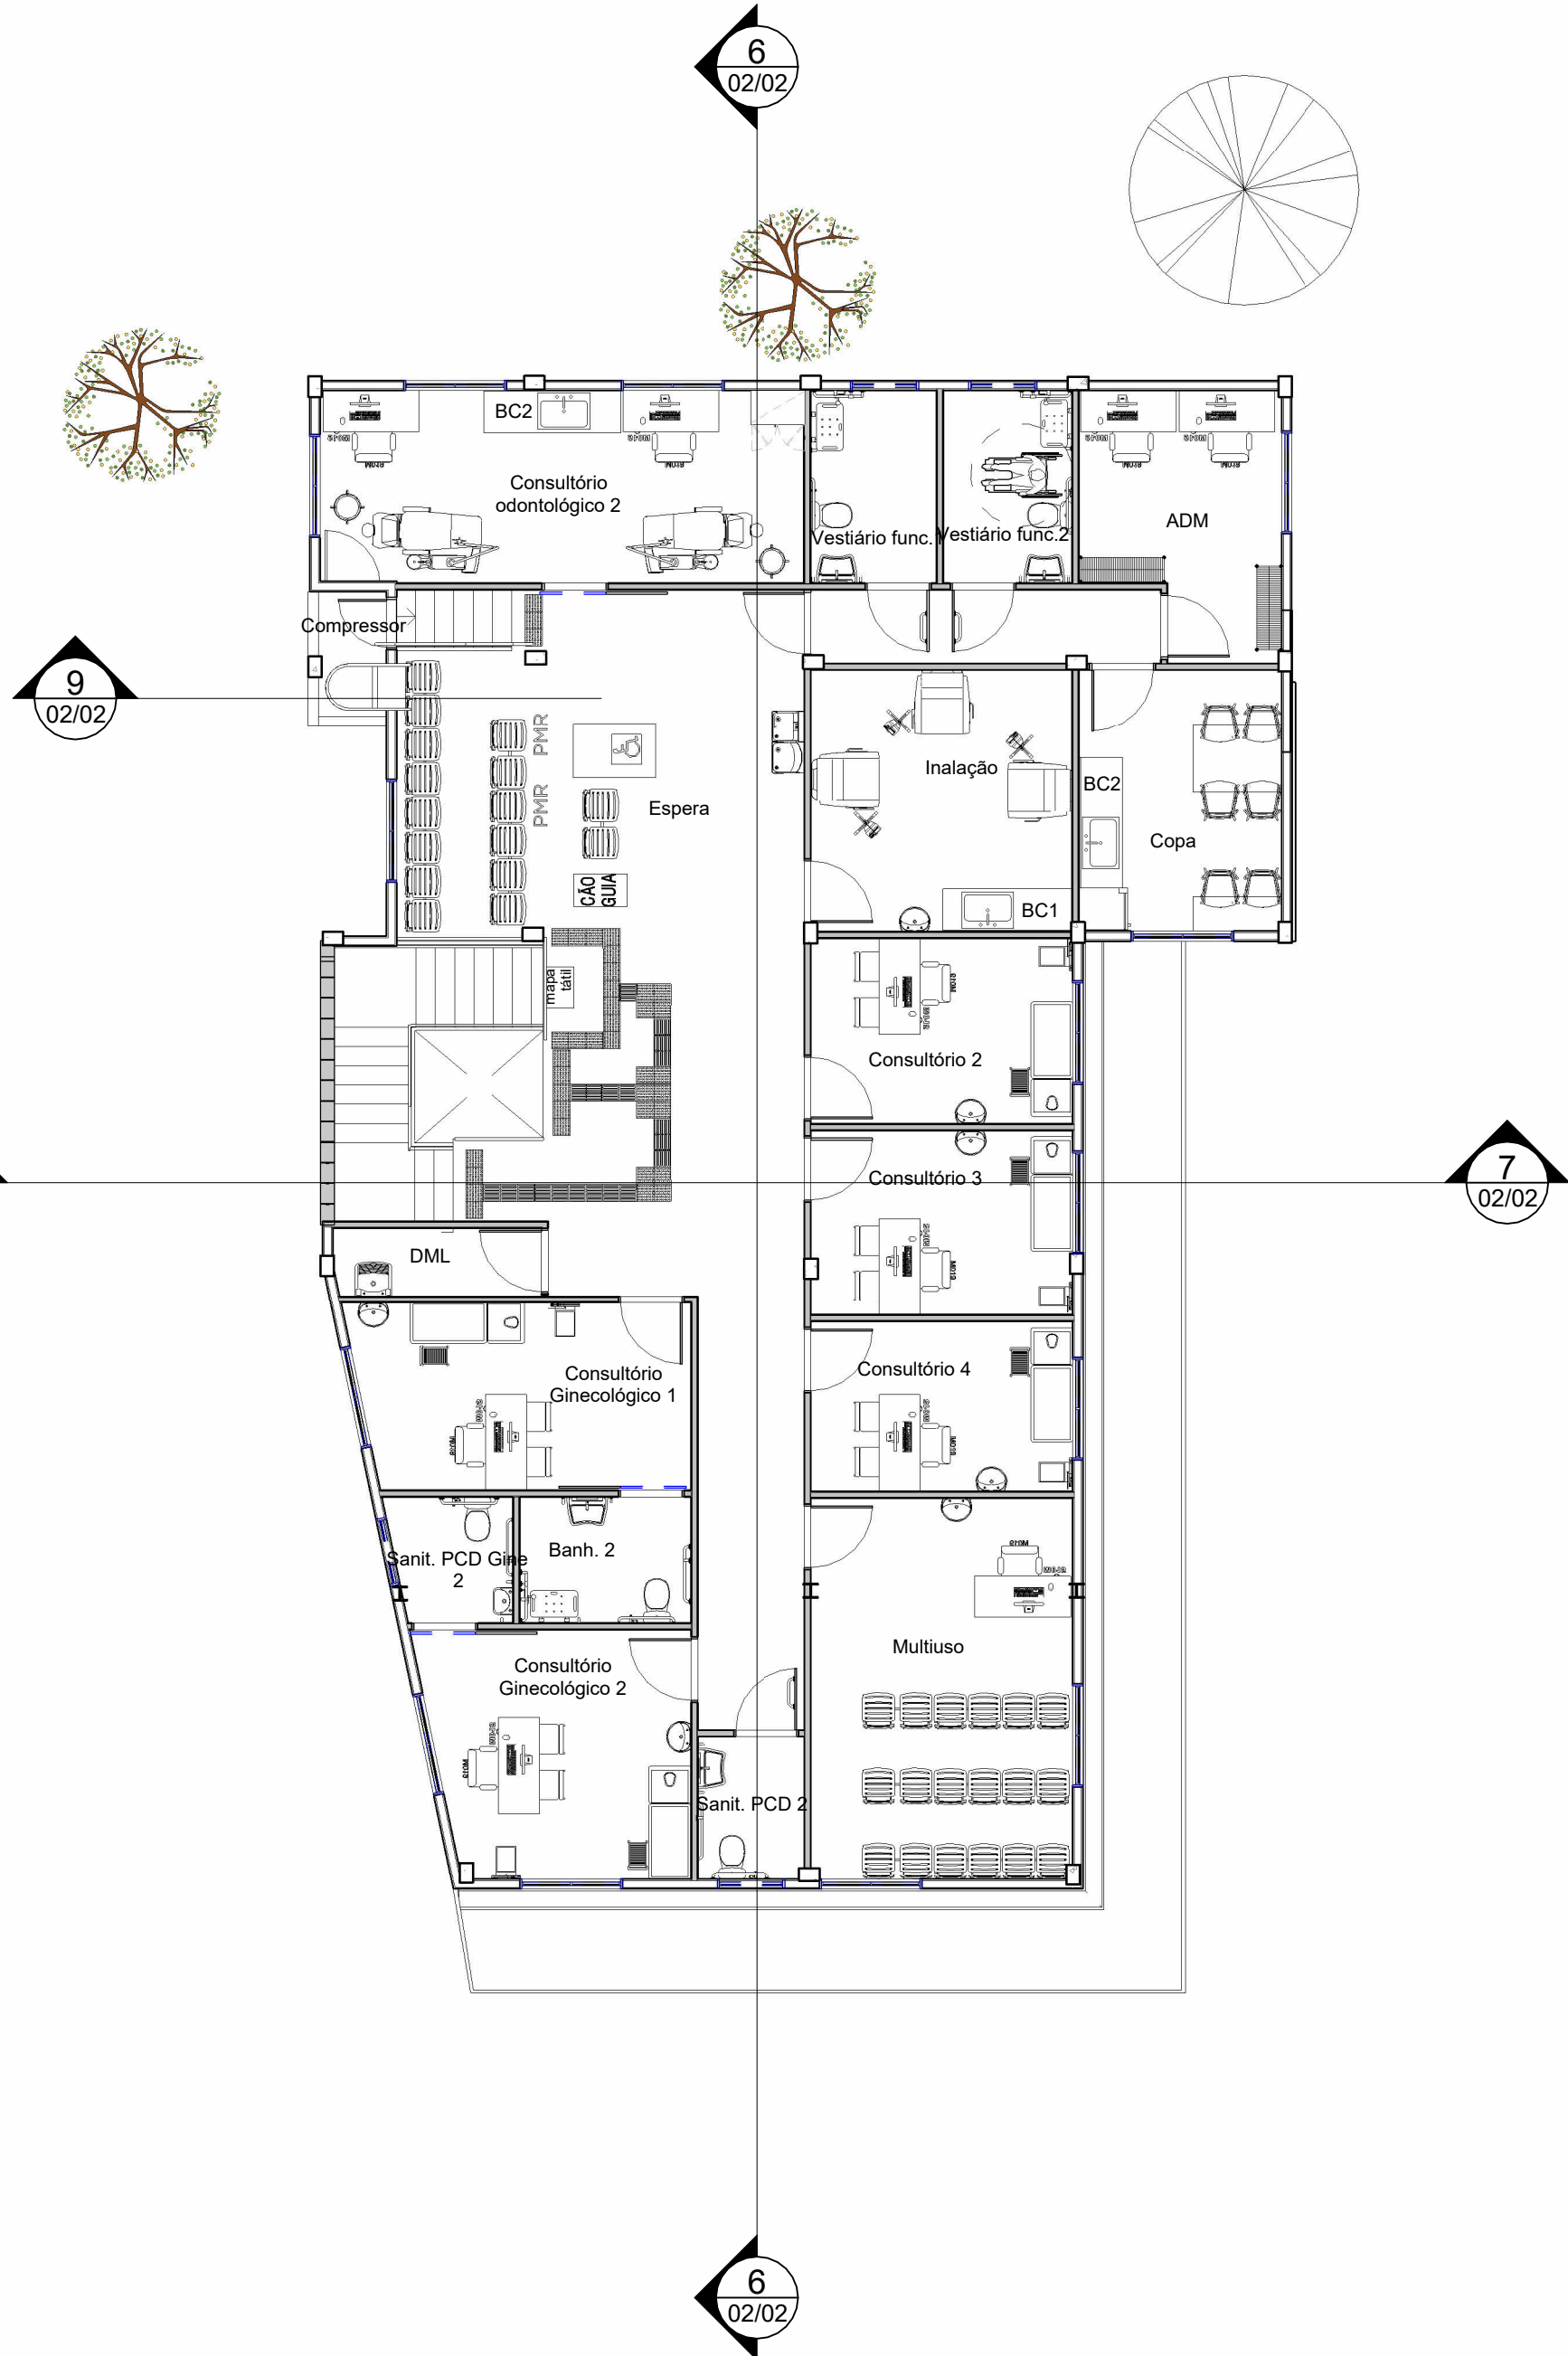 6
02/02
BC2
Consultório
odontológico 2
Vestiário func.
Vestiário func.2
ADM
Compressor
9
02/02
PMR
PMR
Espera
Inalação
BC2
Copa
CÃO
GUIA
BC1
mapa
tátil
Consultório 2
Consultório 3
7
02/02
DML
Consultório
Ginecológico 1
Consultório 4
Sanit. PCD Gine
2
Banh. 2
Multiuso
Consultório
Ginecológico 2
Sanit. PCD 2
6
02/02